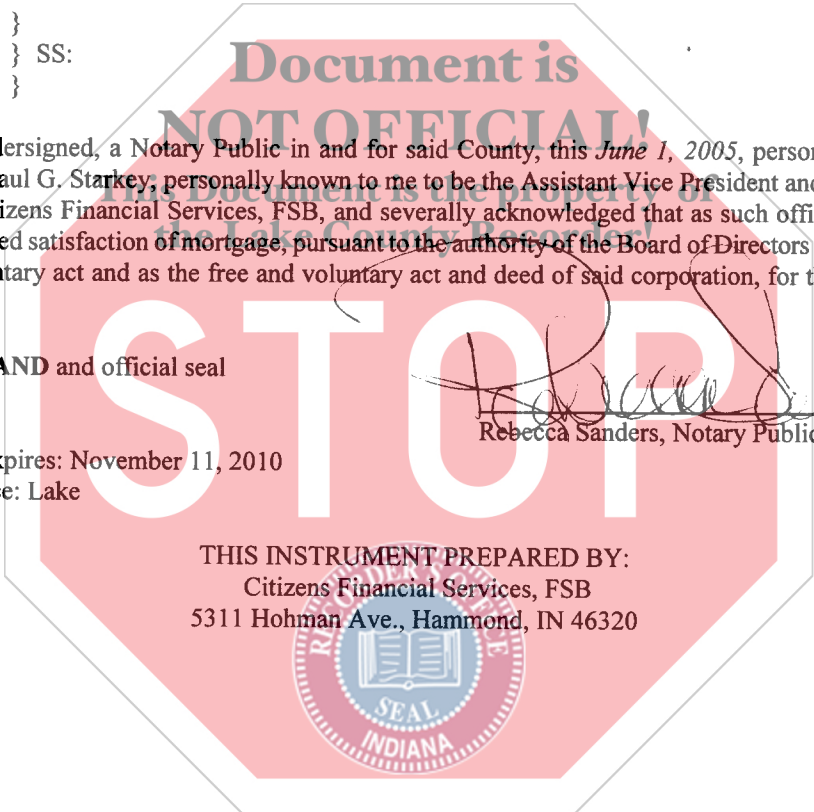 }
} SS:
}
Document is
NOT OFFICIAL!
This Document is the property of
the Lake County Recorder!
dersigned, a Notary Public in and for said County, this June 1, 2005, person
aul G. Starkey, personally known to me to be the Assistant Vice President and
izens Financial Services, FSB, and severally acknowledged that as such offi
ed satisfaction of mortgage, pursuant to the authority of the Board of Directors
tary act and as the free and voluntary act and deed of said corporation, for th
STOP
AND and official seal
Rebecca Sanders, Notary Public
xpires: November 11, 2010
ce: Lake
THIS INSTRUMENT PREPARED BY:
Citizens Financial Services, FSB
5311 Hohman Ave., Hammond, IN 46320
RECORDER'S OFFICE
SEAL
INDIANA